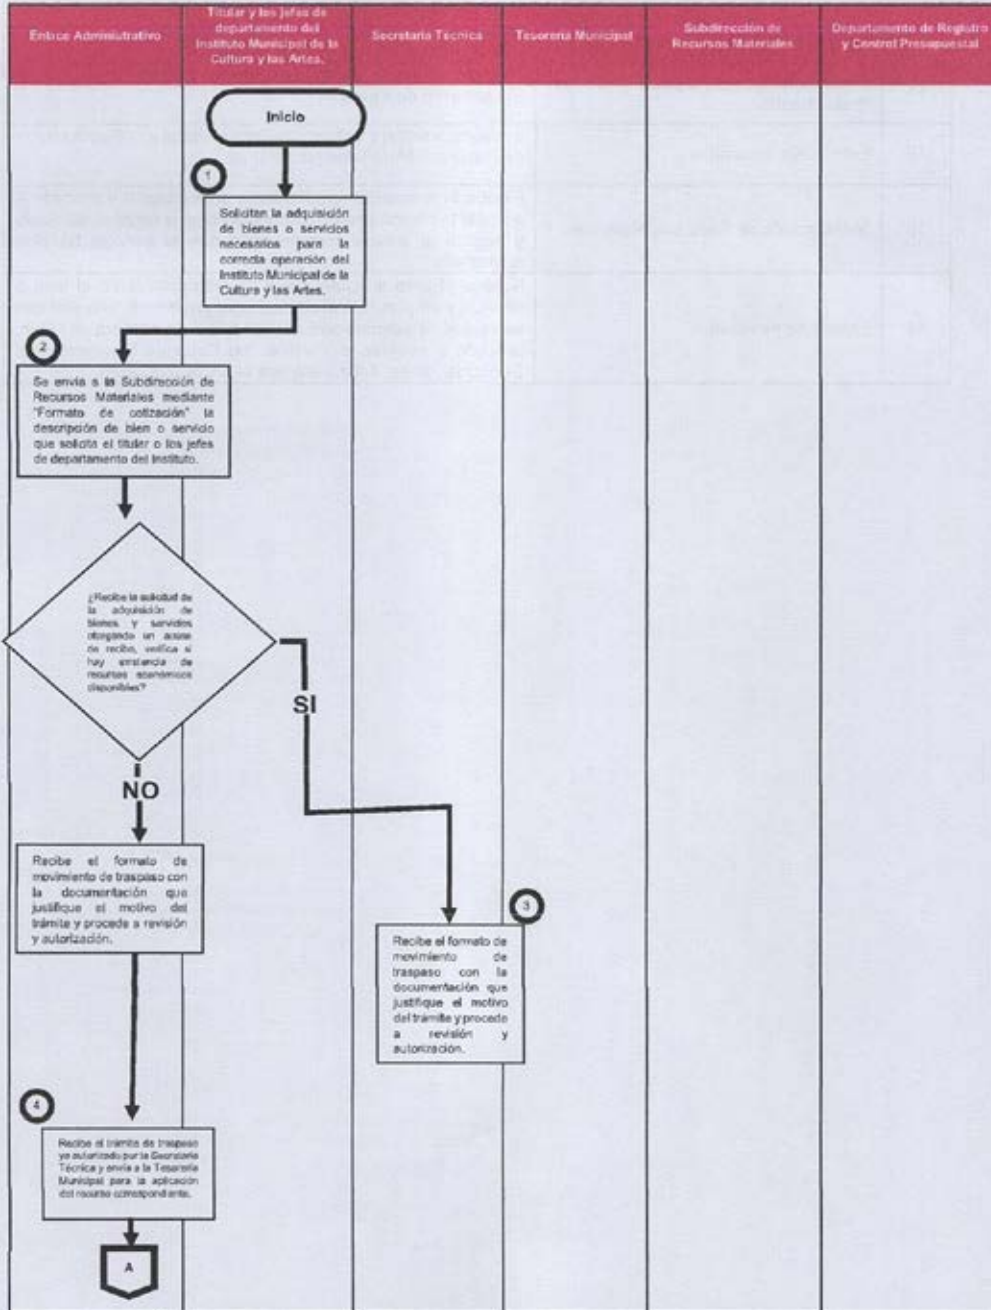 Enlace Administrativo
Titular y los jefes de
departamento del
Instituto Municipal de la
Cultura y las Artes.
Secretaría Técnica
Tesorería Municipal
Subdirección de
Recursos Materiales
Departamento de Registro
y Control Presupuestal
Inicio
1
Solicitan la adquisición
de bienes o servicios
necesarios para la
correcta operación del
Instituto Municipal de la
Cultura y las Artes.
2
Se envía a la Subdirección de
Recursos Materiales mediante
"Formato de cotización" la
descripción de bien o servicio
que solicita el titular o los jefes
de departamento del Instituto.
¿Recibe la solicitud de
la adquisición de
bienes y servicios
otorgando un acuse
de recibo, verifica si
hay existencia de
recursos económicos
disponibles?
SI
NO
Recibe el formato de
movimiento de traspaso con
la documentación que
justifique el motivo del
trámite y procede a revisión
y autorización.
3
Recibe el formato de
movimiento de
traspaso con la
documentación que
justifique el motivo
del trámite y procede
a revisión y
autorización.
4
Recibe el trámite de traspaso
ya autorizado por la Secretaría
Técnica y envía a la Tesorería
Municipal para la aplicación
del recurso correspondiente.
A